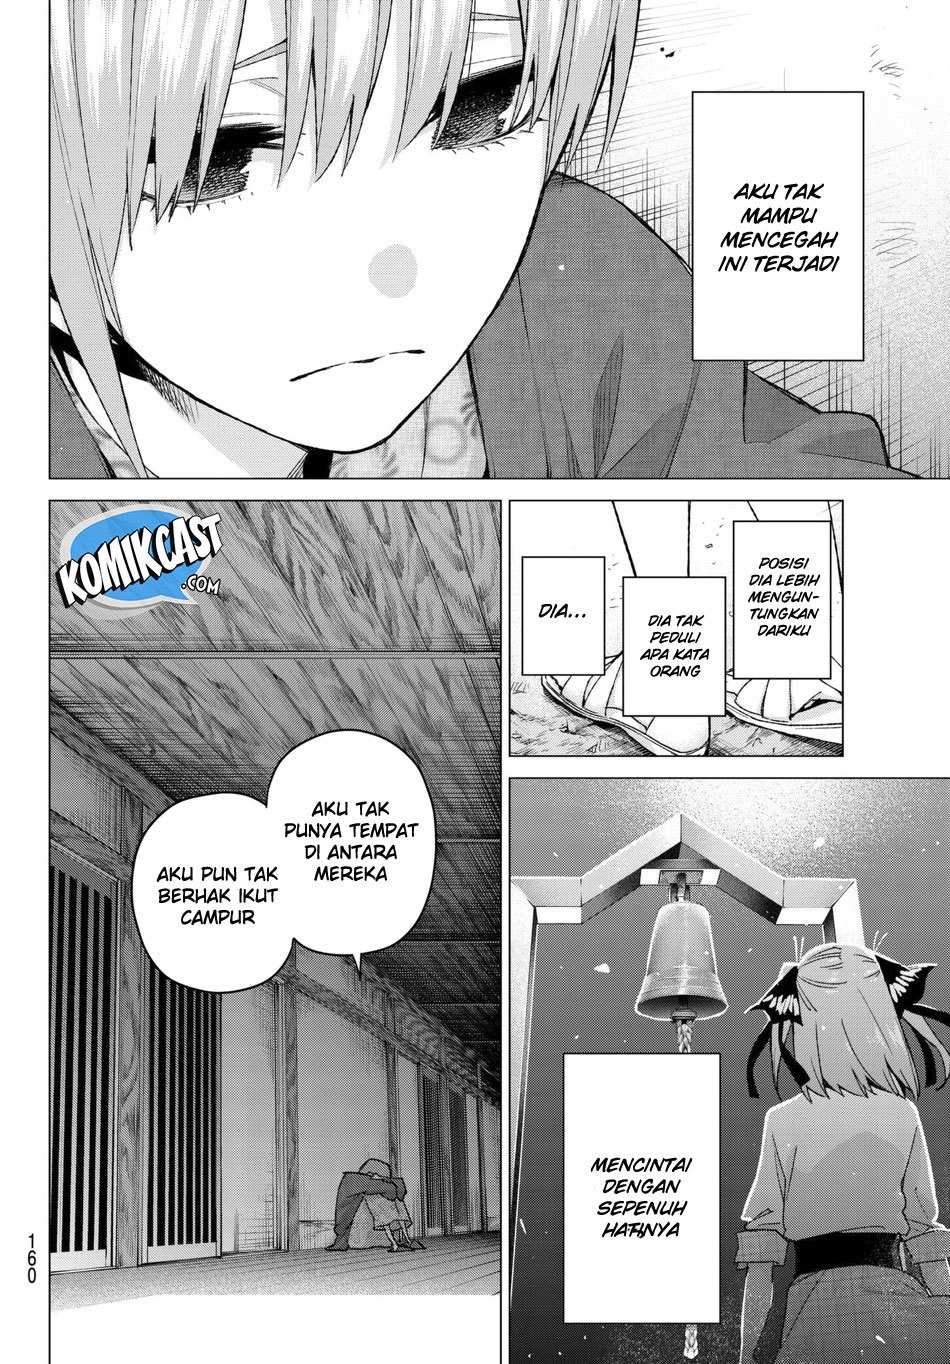 AKU TAK
MAMPU
MENCEGAH
INI TERJADI
POSISI
DIA LEBIH
MENGUN-
TUNGKAN
DARIKU
DIA TAK
PEDULI
APA KATA
ORANG
DIA...
MENCINTAI
DENGAN
SEPENUH
HATINYA
KOMIKCAST
.COM
AKU TAK
PUNYA TEMPAT
DI ANTARA
MEREKA
AKU PUN TAK
BERHAK IKUT
CAMPUR
160